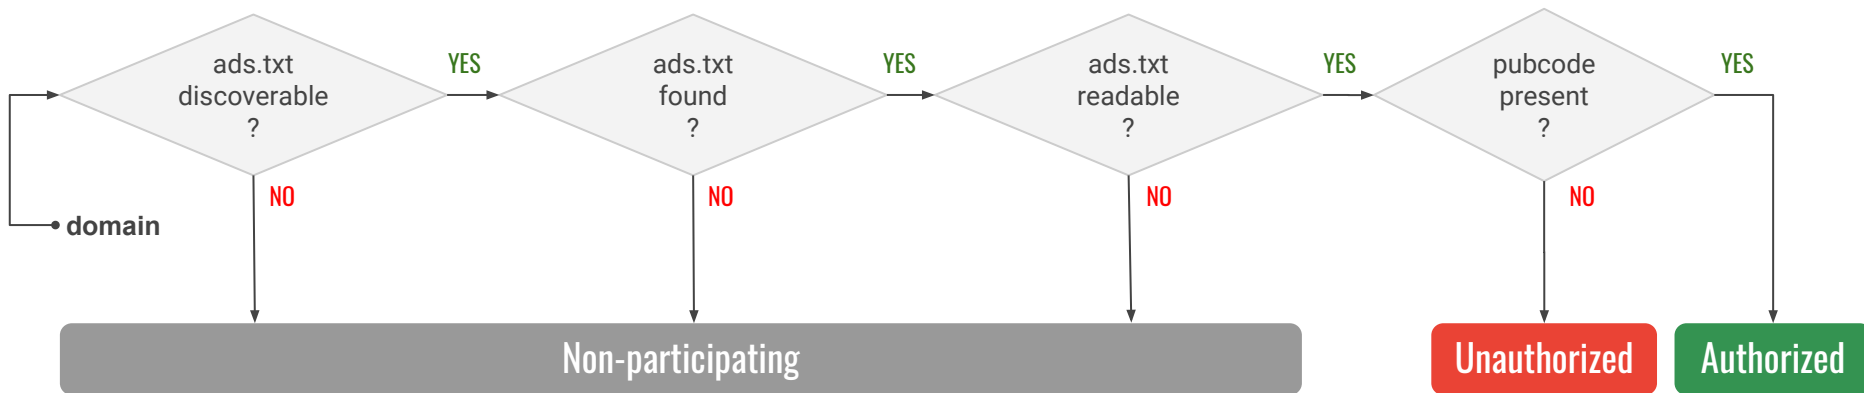 ads.txt
discoverable
?
YES
ads.txt
found
?
YES
ads.txt
readable
?
YES
pubcode
present
?
YES
NO
NO
NO
NO
domain
Non-participating
Unauthorized
Authorized